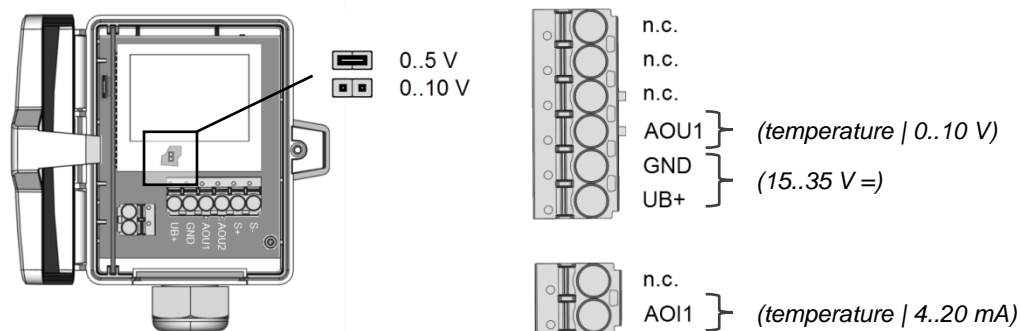 0..5 V
0..10 V
UB+
GND
AOU1
AOU2
S+
S-
n.c.
n.c.
n.c.
AOU1 (temperature | 0..10 V)
GND
(15..35 V =)
UB+
n.c.
AOI1 (temperature | 4..20 mA)